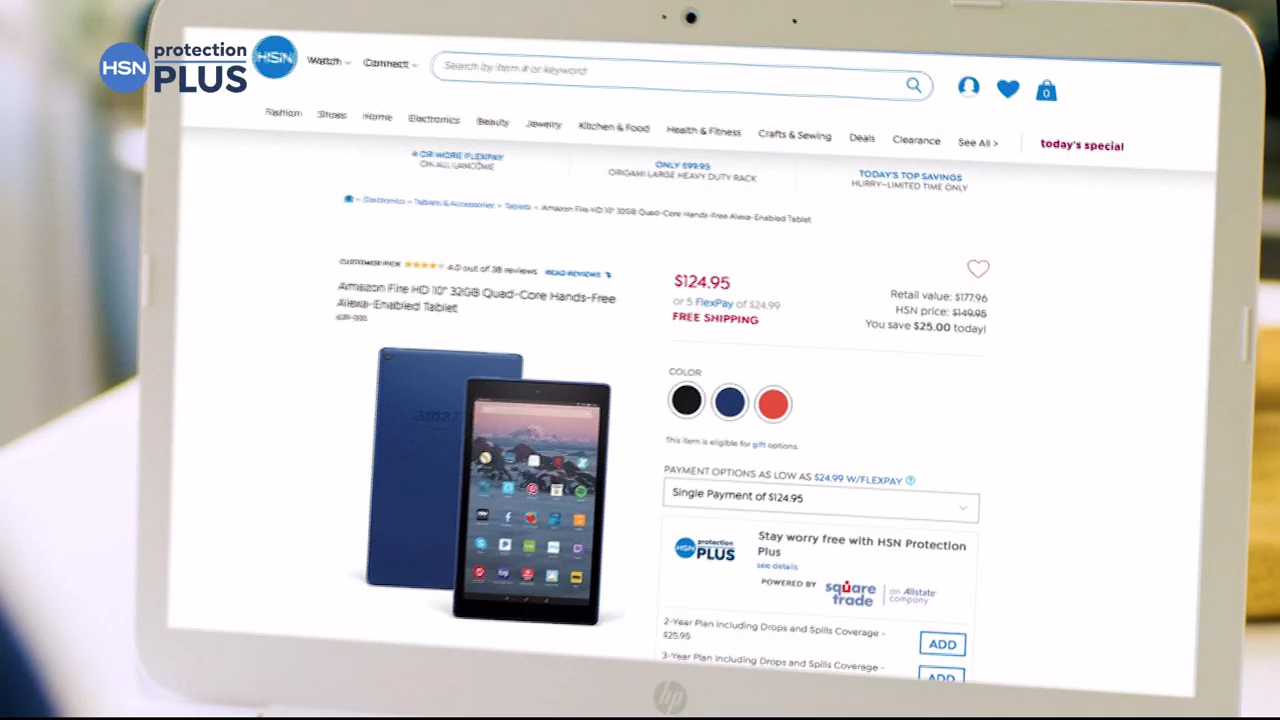 HSN protection PLUS
HSN Watch Connect Search by item # or keyword
0
Fashion Shoes Home Electronics Beauty Jewelry Kitchen & Food Health & Fitness Crafts & Sewing Deals Clearance See All > today's special
4 OR MORE FLEXPAY
ON ALL LANCOME
ONLY $99.95
ORIGAMI LARGE HEAVY DUTY RACK
TODAY'S TOP SAVINGS
HURRY–LIMITED TIME ONLY
Electronics > Tablets & Accessories > Tablets > Amazon Fire HD 10" 32GB Quad-Core Hands-Free Alexa-Enabled Tablet
CUSTOMER PICK 4.0 out of 38 reviews READ REVIEWS
Amazon Fire HD 10" 32GB Quad-Core Hands-Free
Alexa-Enabled Tablet
$124.95
or 5 FlexPay of $24.99
FREE SHIPPING
Retail value: $177.96
HSN price: $149.95
You save $25.00 today!
COLOR
This item is eligible for gift options.
PAYMENT OPTIONS AS LOW AS $24.99 W/FLEXPAY
Single Payment of $124.95
HSN protection PLUS
Stay worry free with HSN Protection
Plus
see details
POWERED BY square trade an Allstate company
2-Year Plan Including Drops and Spills Coverage -
$25.95
ADD
3-Year Plan Including Drops and Spills Coverage -
ADD
hp